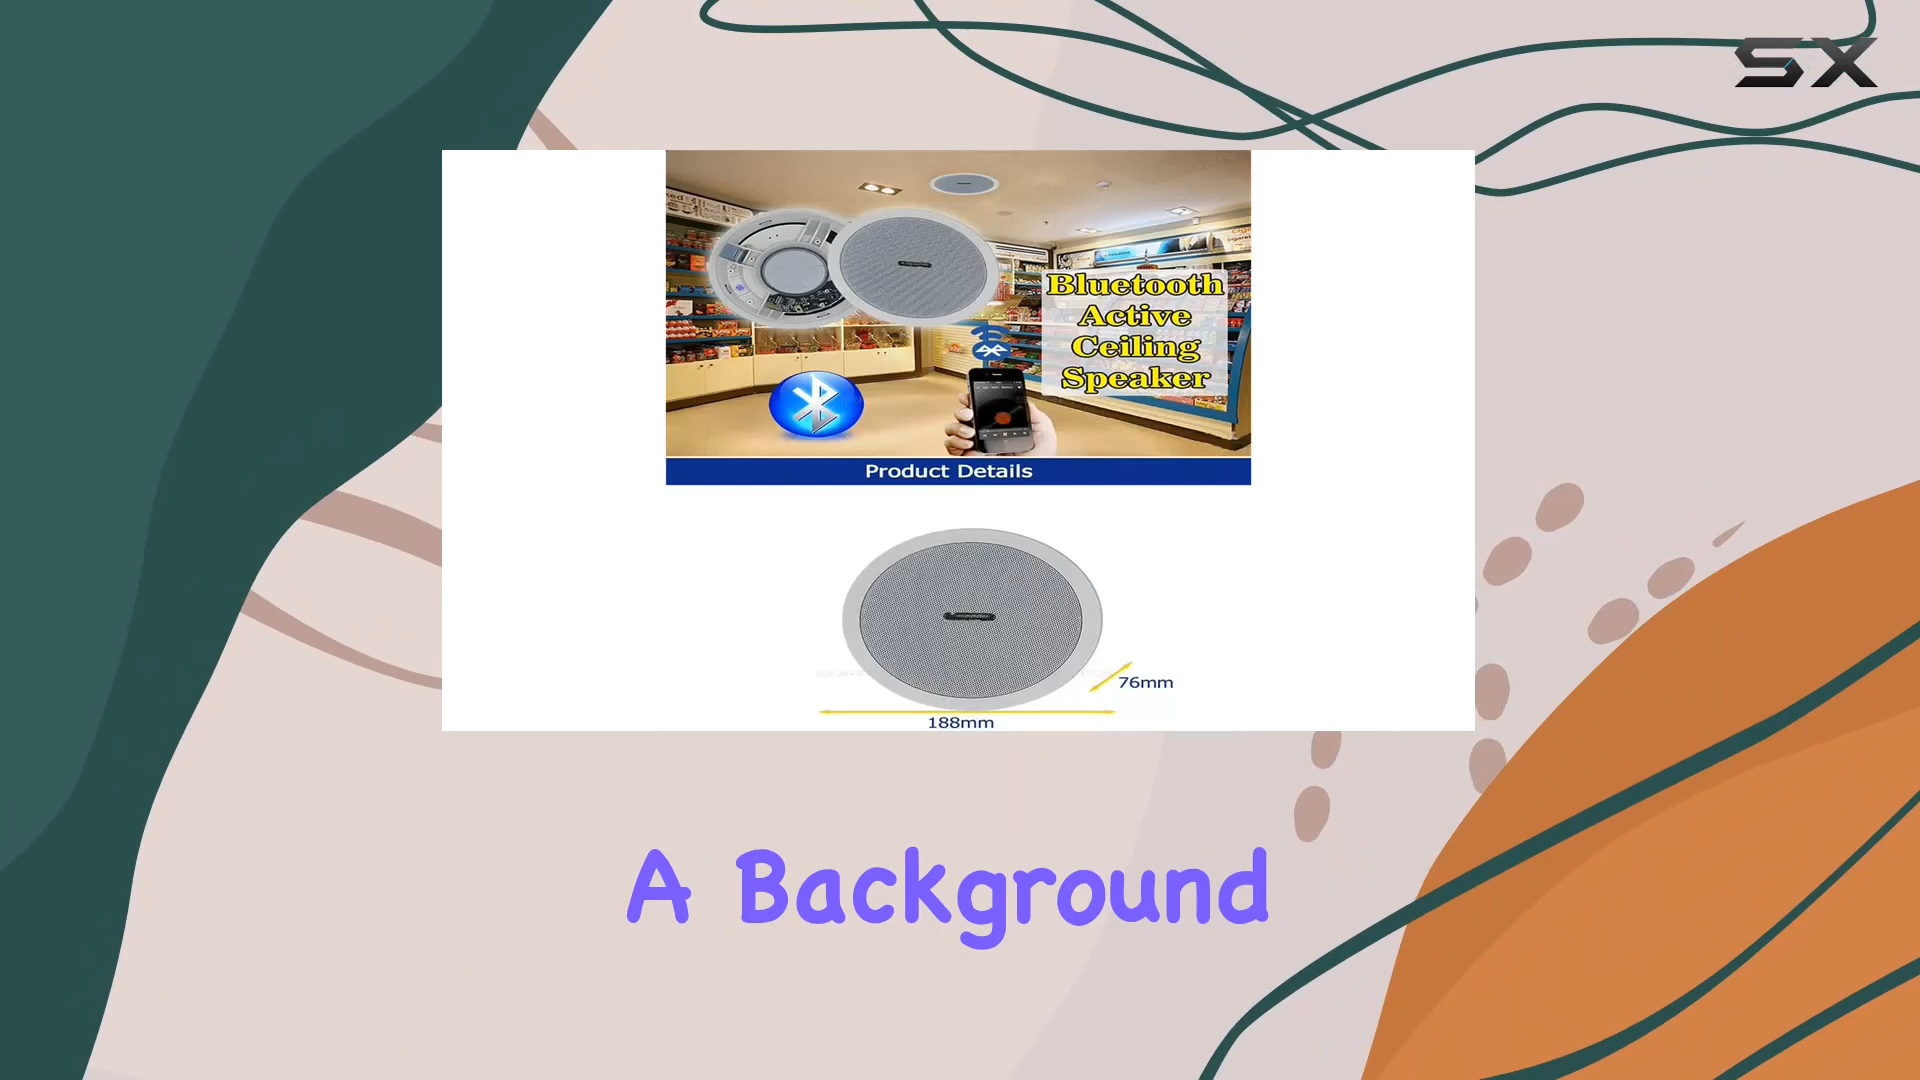 SX
Bluetooth
Active
Ceiling
Speaker
Product Details
76mm
188mm
A Background